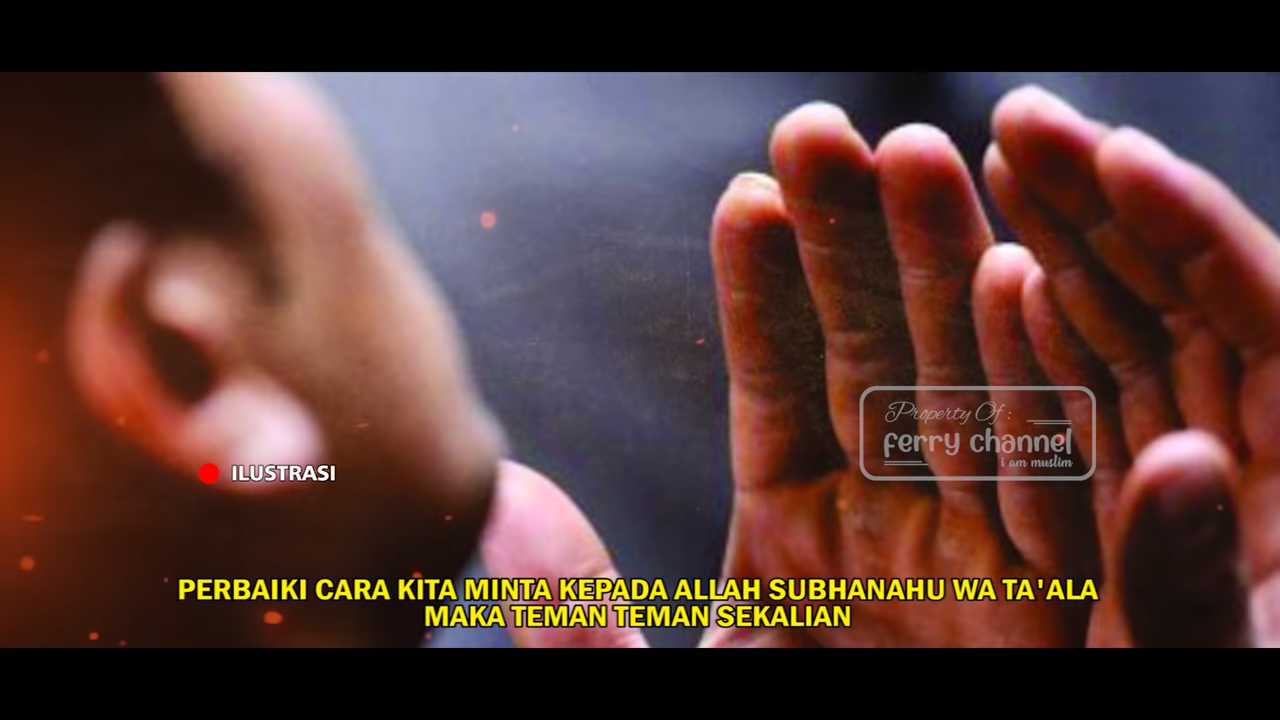 Property Of :
ferry channel
i am muslim
ILUSTRASI
PERBAIKI CARA KITA MINTA KEPADA ALLAH SUBHANAHU WA TA'ALA
MAKA TEMAN TEMAN SEKALIAN